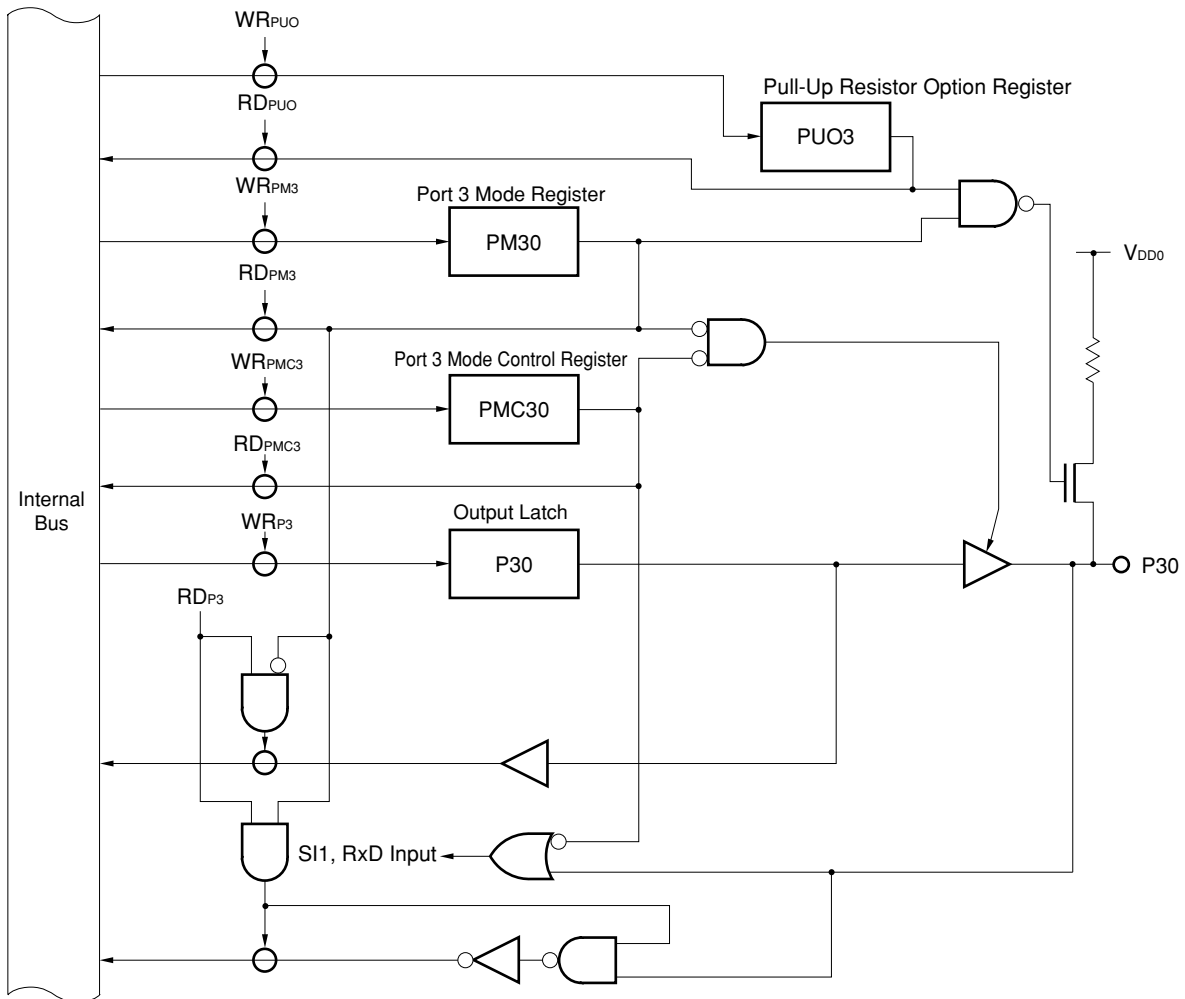 WRPUO
RDPUO
Pull-Up Resistor Option Register
PUO3
WRPM3
Port 3 Mode Register
PM30
RDPM3
VDD0
WRPMC3
Port 3 Mode Control Register
PMC30
RDPMC3
Internal
Bus
WRP3
Output Latch
P30
P30
RDP3
SI1, RxD Input